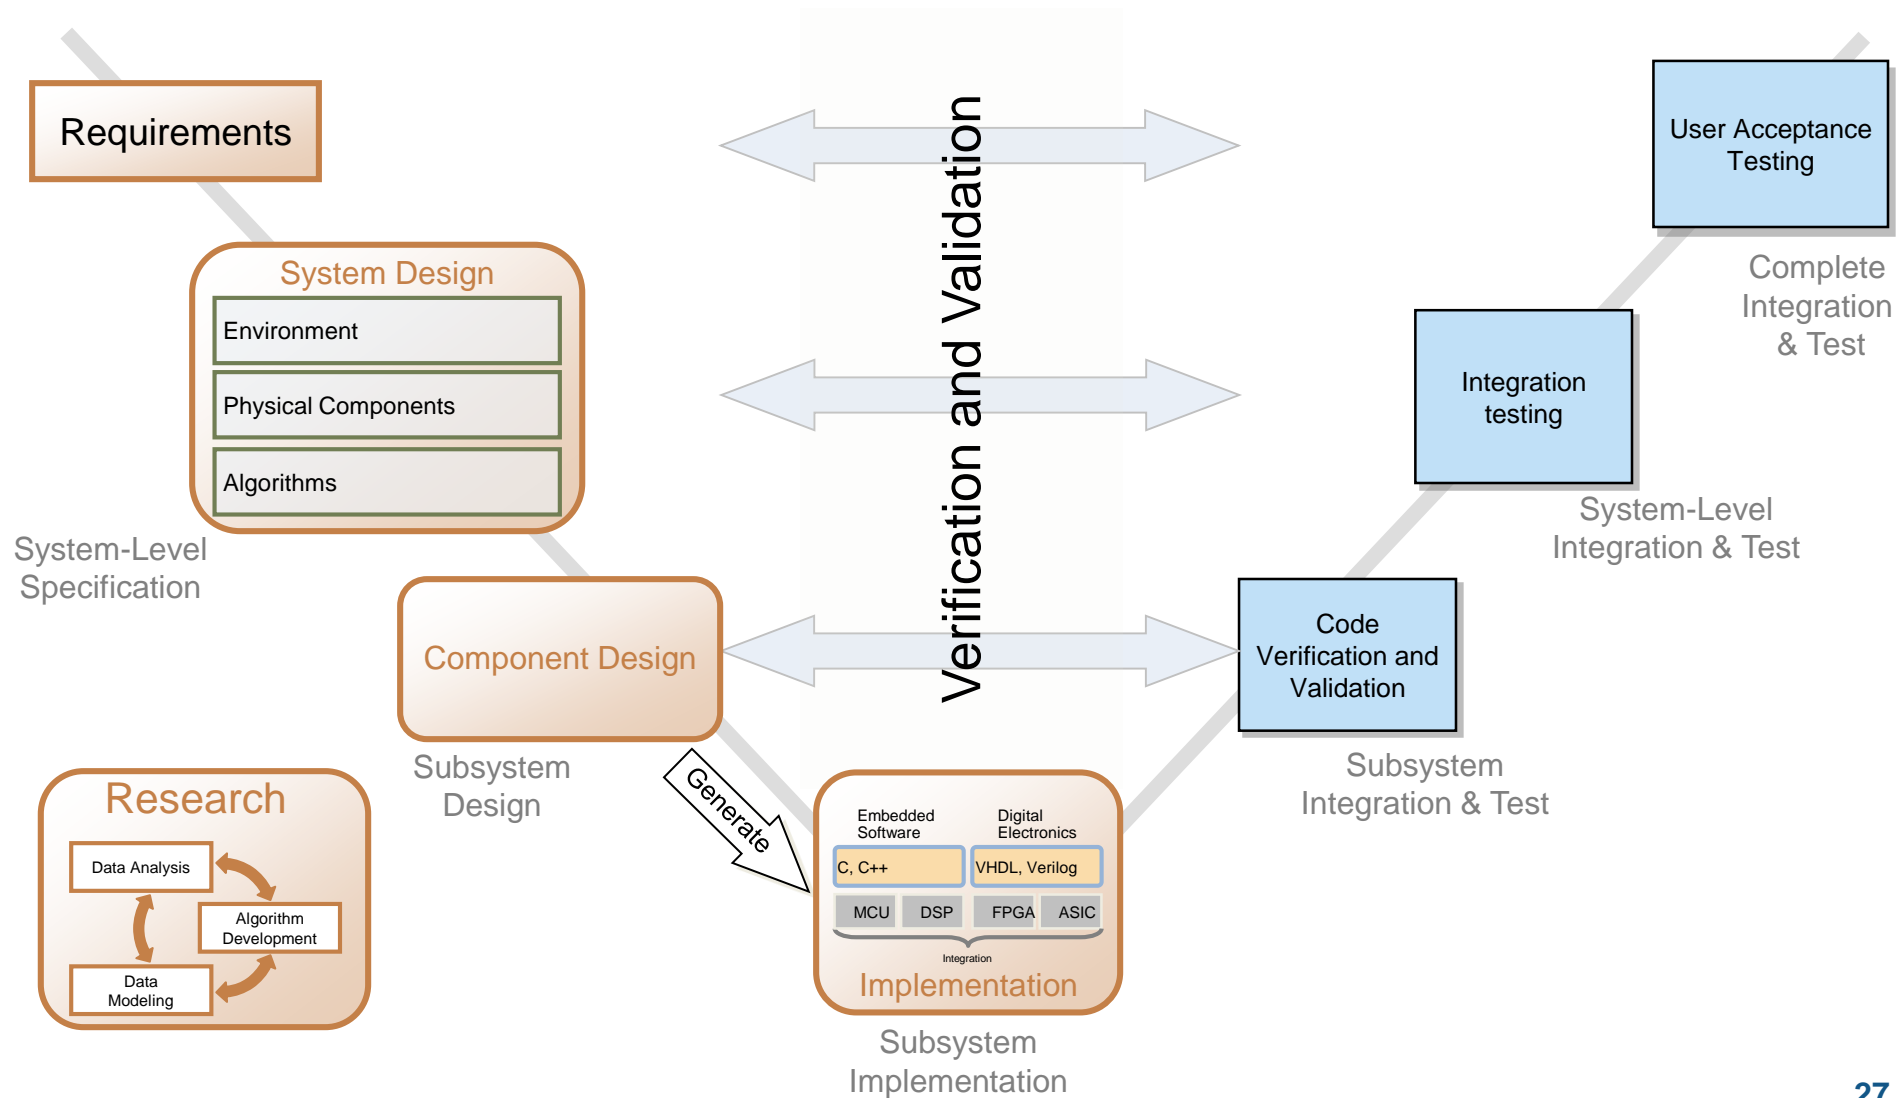 Requirements
System Design
Environment
Physical Components
Algorithms
System-Level
Specification
Component Design
Subsystem
Design
Research
Data Analysis
Algorithm
Development
Data
Modeling
Generate
Verification and Validation
Embedded
Software
Digital
Electronics
C, C++
VHDL, Verilog
MCU
DSP
FPGA
ASIC
Integration
Implementation
Subsystem
Implementation
User Acceptance
Testing
Complete
Integration
& Test
Integration
testing
System-Level
Integration & Test
Code
Verification and
Validation
Subsystem
Integration & Test
27